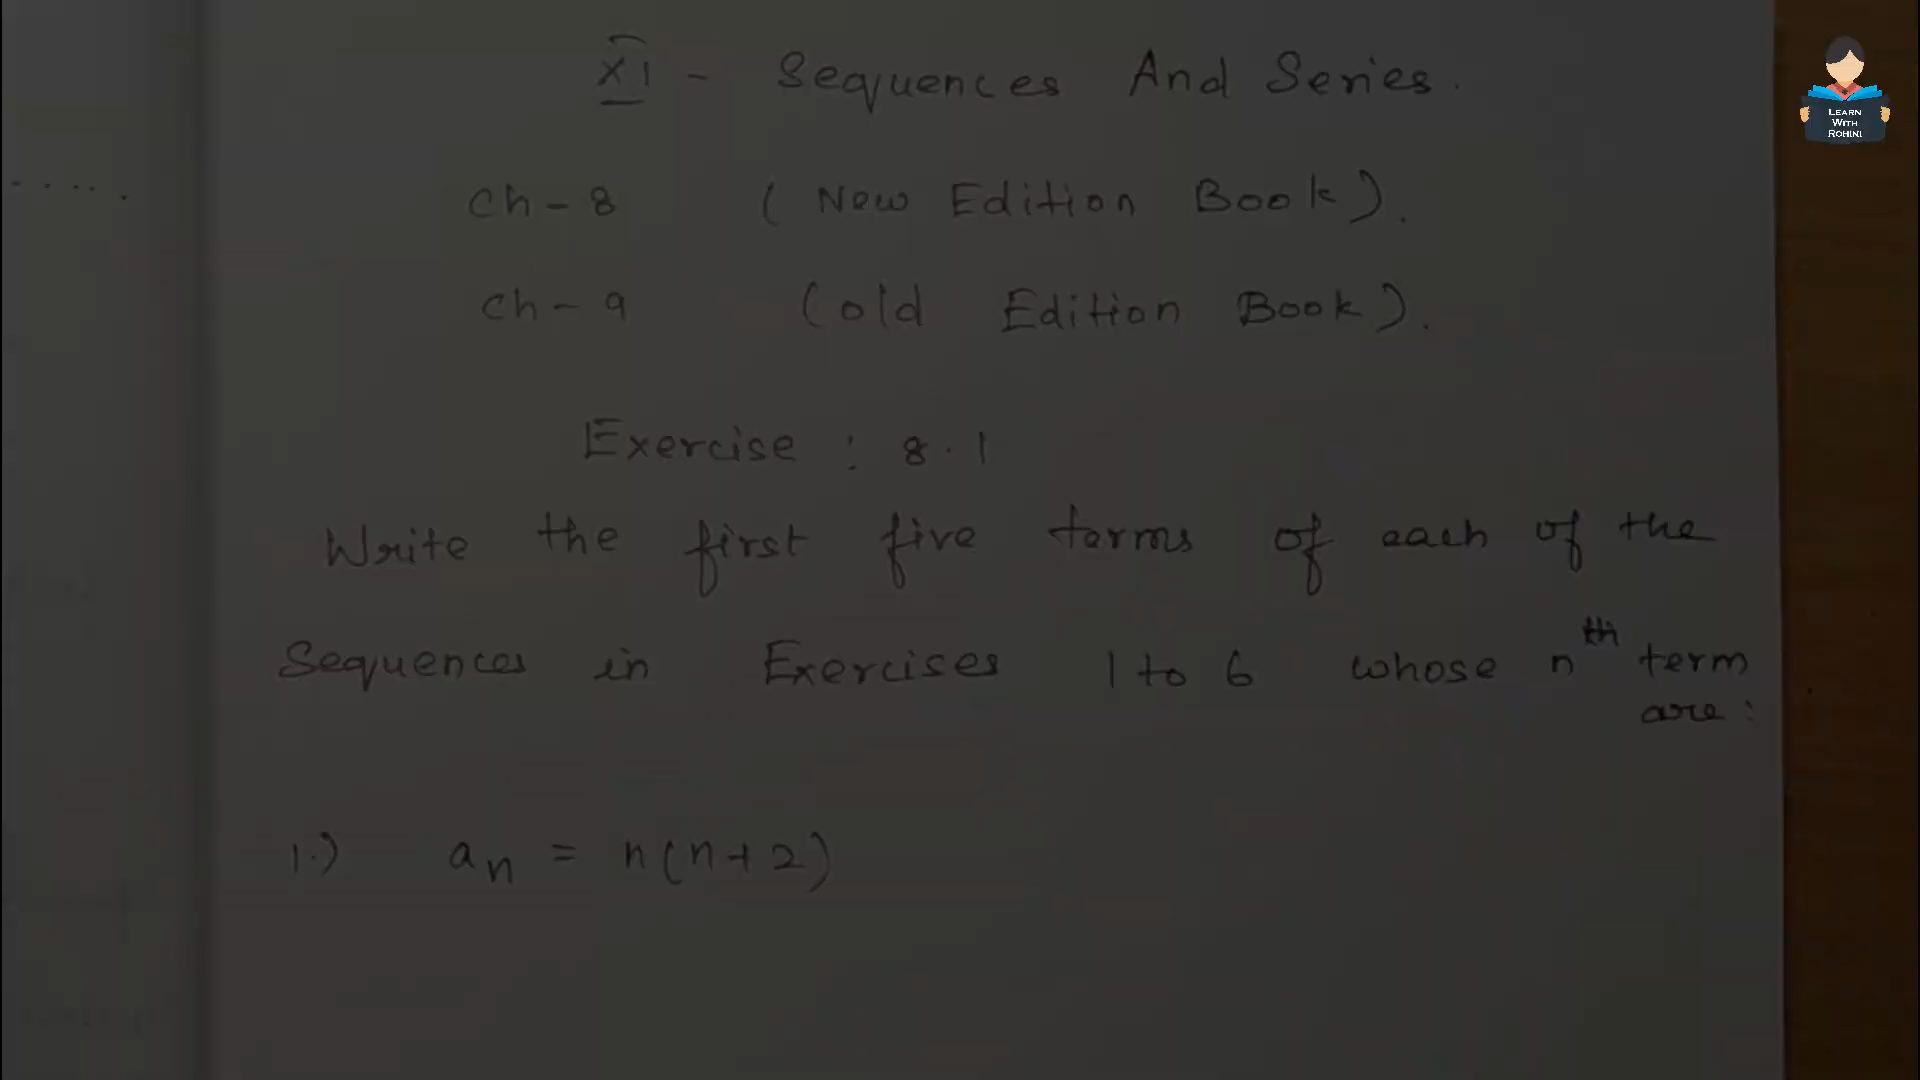 XI - Sequences And Series.
LEARN
WITH
ROHINI
Ch - 8 ( New Edition Book ).
Ch - 9 ( old Edition Book ).
Exercise : 8.1
Write the first five terms of each of the
Sequences in Exercises 1 to 6 whose nth term
are :
1.) an = n(n+2)